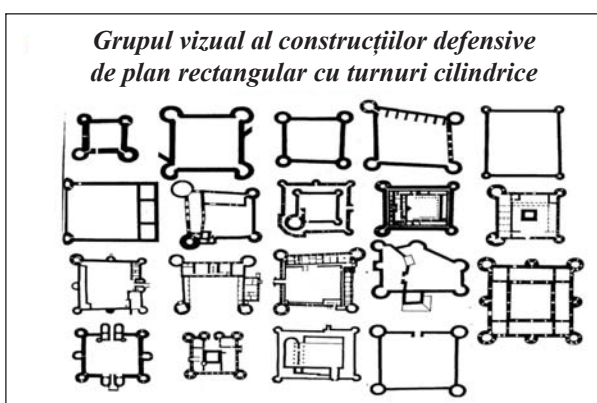 Grupul vizual al construcțiilor defensive
de plan rectangular cu turnuri cilindrice